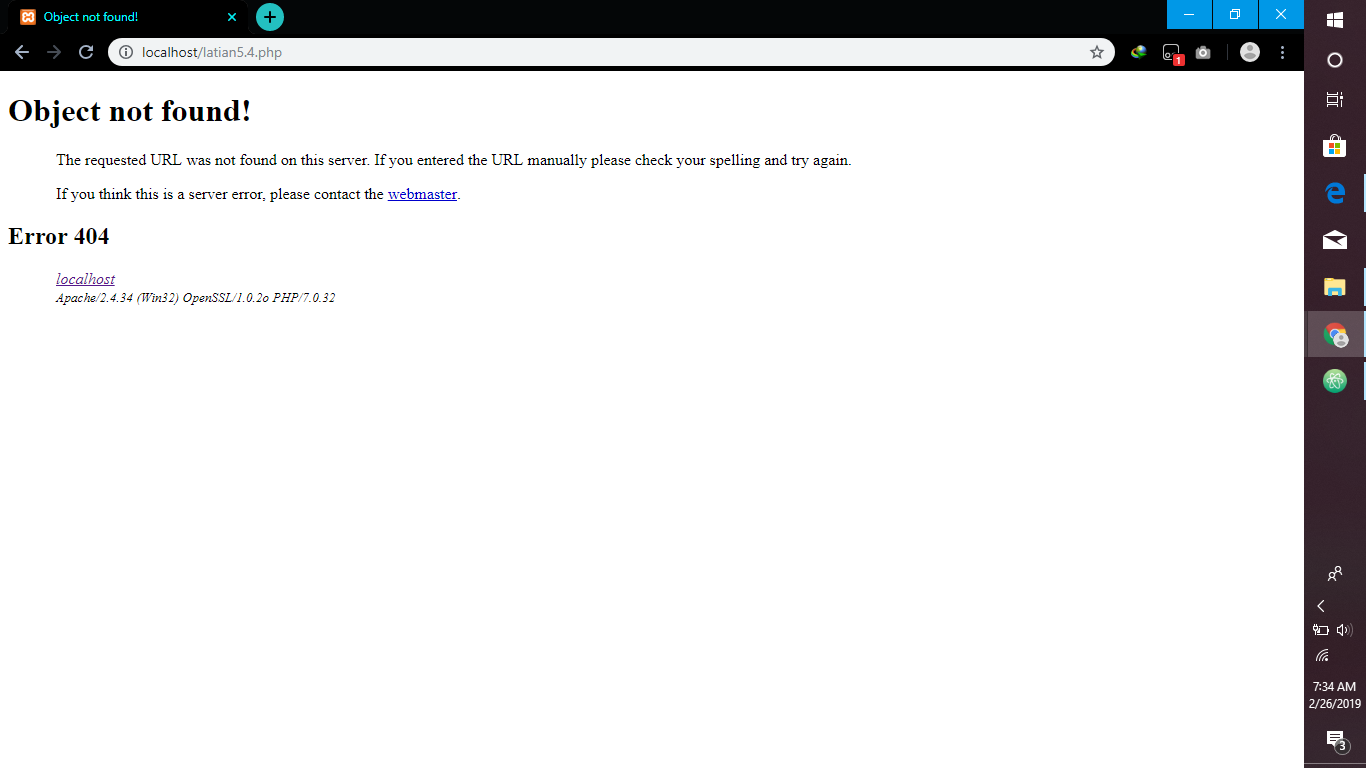 Object not found!
localhost/latian5.4.php
1
Object not found!
The requested URL was not found on this server. If you entered the URL manually please check your spelling and try again.
If you think this is a server error, please contact the webmaster.
Error 404
localhost
Apache/2.4.34 (Win32) OpenSSL/1.0.2o PHP/7.0.32
7:34 AM
2/26/2019
3